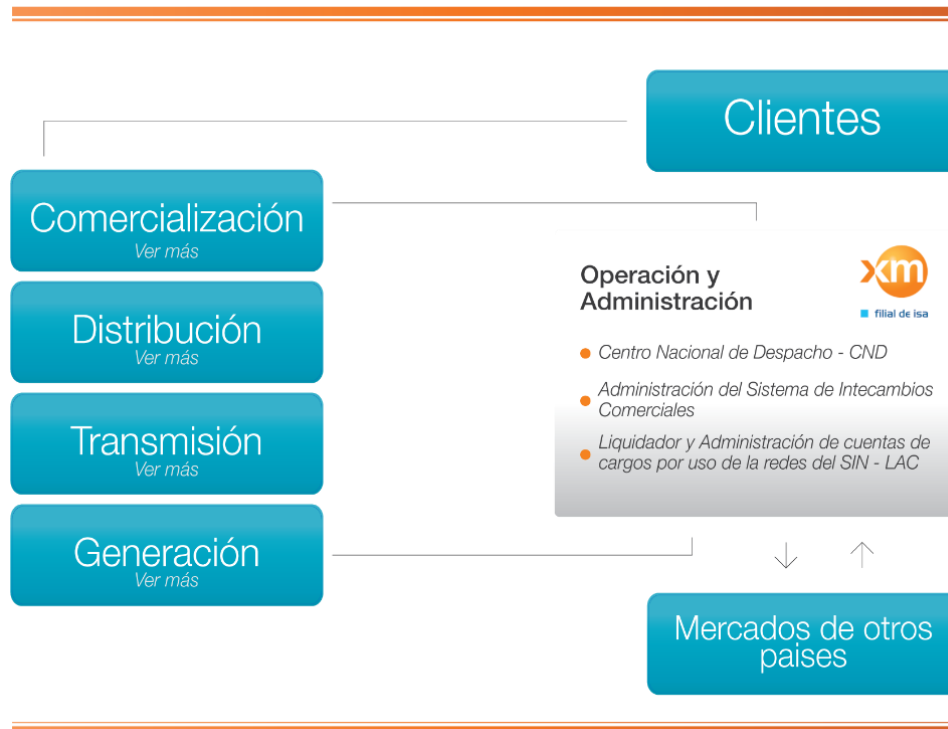 Clientes
Comercialización
Ver más
Distribución
Ver más
Transmisión
Ver más
Generación
Ver más
Operación y
Administración
xm
filial de isa
Centro Nacional de Despacho - CND
Administración del Sistema de Intecambios
Comerciales
Liquidador y Administración de cuentas de
cargos por uso de la redes del SIN - LAC
Mercados de otros
paises